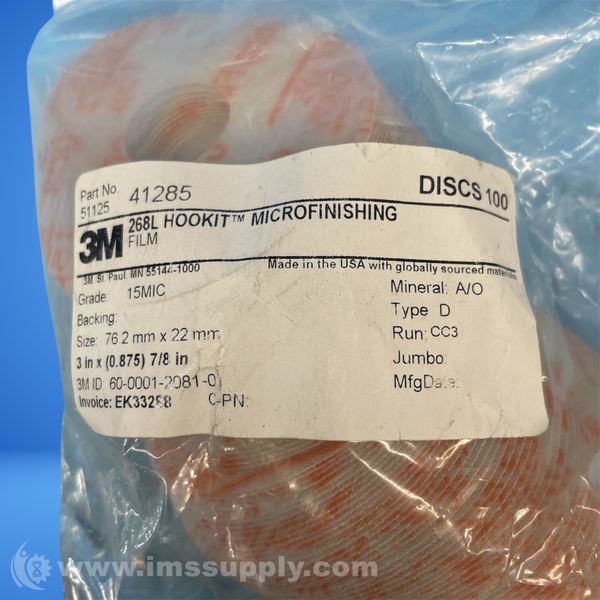 Part No. 41285 DISCS 100
51125
3M 268L HOOKIT™ MICROFINISHING
FILM
3M St. Paul, MN 55144-1000 Made in the USA with globally sourced materials
Grade: 15MIC Mineral: A/O
Backing: Type D
Size: 76.2 mm x 22 mm Run: CC3
3 in x (0.875) 7/8 in Jumbo
3M ID 60-0001-2081-0 MfgDate:
Invoice: C-PN:
www.imssupply.com